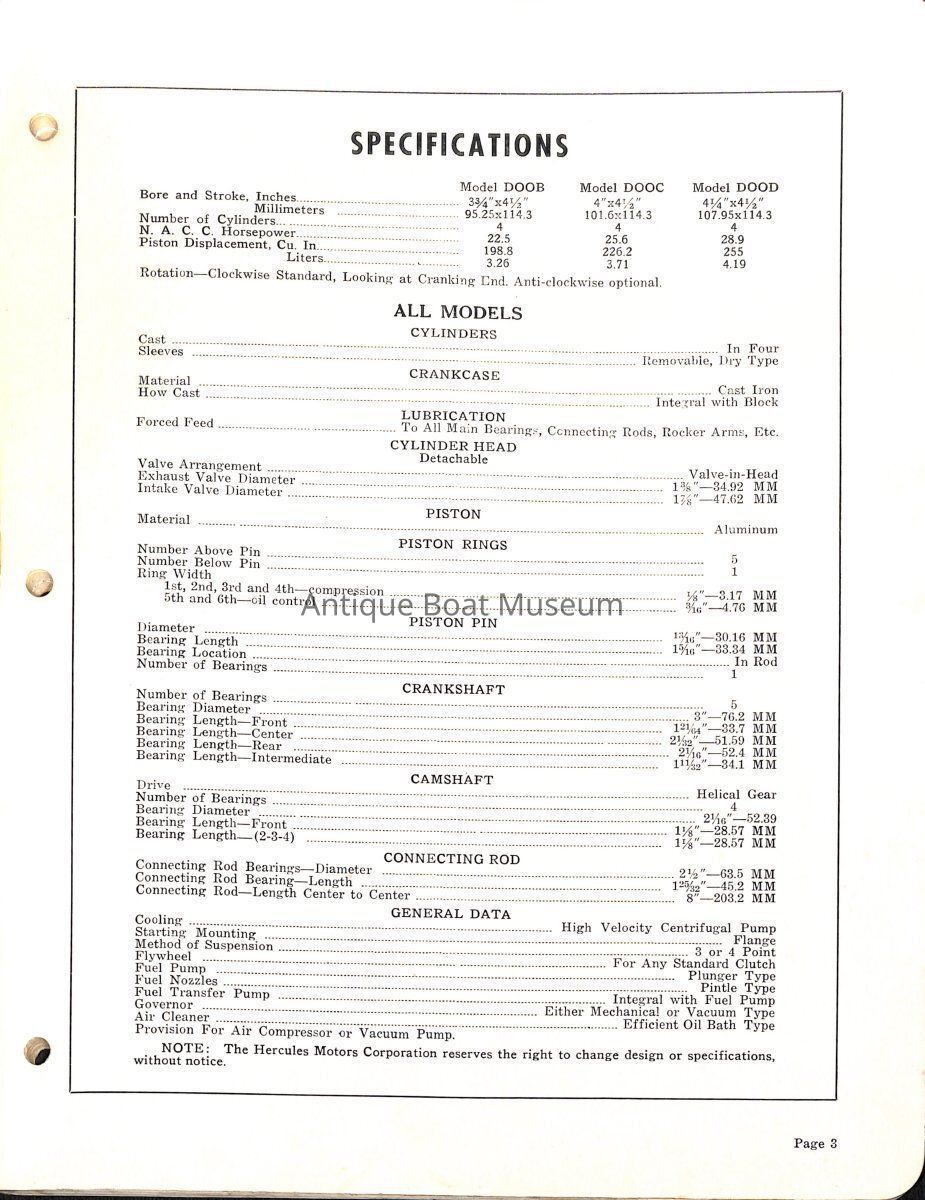 SPECIFICATIONS
Model DOOB Model DOOC Model DOOD
Bore and Stroke, Inches 3¾"x4½" 4"x4½" 4¼"x4½"
Millimeters 95.25x114.3 101.6x114.3 107.95x114.3
Number of Cylinders 4 4 4
N. A. C. C. Horsepower 22.5 25.6 28.9
Piston Displacement, Cu. In. 198.8 226.2 255
Liters 3.26 3.71 4.19
Rotation—Clockwise Standard, Looking at Cranking End. Anti-clockwise optional.
ALL MODELS
CYLINDERS
Cast In Four
Sleeves Removable, Dry Type
CRANKCASE
Material Cast Iron
How Cast Integral with Block
LUBRICATION
Forced Feed To All Main Bearings, Connecting Rods, Rocker Arms, Etc.
CYLINDER HEAD
Detachable
Valve Arrangement Valve-in-Head
Exhaust Valve Diameter 1⅜"—34.92 MM
Intake Valve Diameter 1⅞"—47.62 MM
PISTON
Material Aluminum
PISTON RINGS
Number Above Pin 5
Number Below Pin 1
Ring Width
1st, 2nd, 3rd and 4th—compression ⅛"—3.17 MM
5th and 6th—oil control 3/16"—4.76 MM
Antique Boat Museum
PISTON PIN
Diameter 1 3/16"—30.16 MM
Bearing Length 1 5/16"—33.34 MM
Bearing Location In Rod
Number of Bearings 1
CRANKSHAFT
Number of Bearings 5
Bearing Diameter 3"—76.2 MM
Bearing Length—Front 1 21/64"—33.7 MM
Bearing Length—Center 2 1/32"—51.59 MM
Bearing Length—Rear 2 1/16"—52.4 MM
Bearing Length—Intermediate 1 11/32"—34.1 MM
CAMSHAFT
Drive Helical Gear
Number of Bearings 4
Bearing Diameter 2 1/16"—52.39
Bearing Length—Front 1⅛"—28.57 MM
Bearing Length—(2-3-4) 1⅛"—28.57 MM
CONNECTING ROD
Connecting Rod Bearings—Diameter 2½"—63.5 MM
Connecting Rod Bearing—Length 1 25/32"—45.2 MM
Connecting Rod—Length Center to Center 8"—203.2 MM
GENERAL DATA
Cooling High Velocity Centrifugal Pump
Starting Mounting Flange
Method of Suspension 3 or 4 Point
Flywheel For Any Standard Clutch
Fuel Pump Plunger Type
Fuel Nozzles Pintle Type
Fuel Transfer Pump Integral with Fuel Pump
Governor Either Mechanical or Vacuum Type
Air Cleaner Efficient Oil Bath Type
Provision For Air Compressor or Vacuum Pump.
NOTE: The Hercules Motors Corporation reserves the right to change design or specifications,
without notice.
Page 3